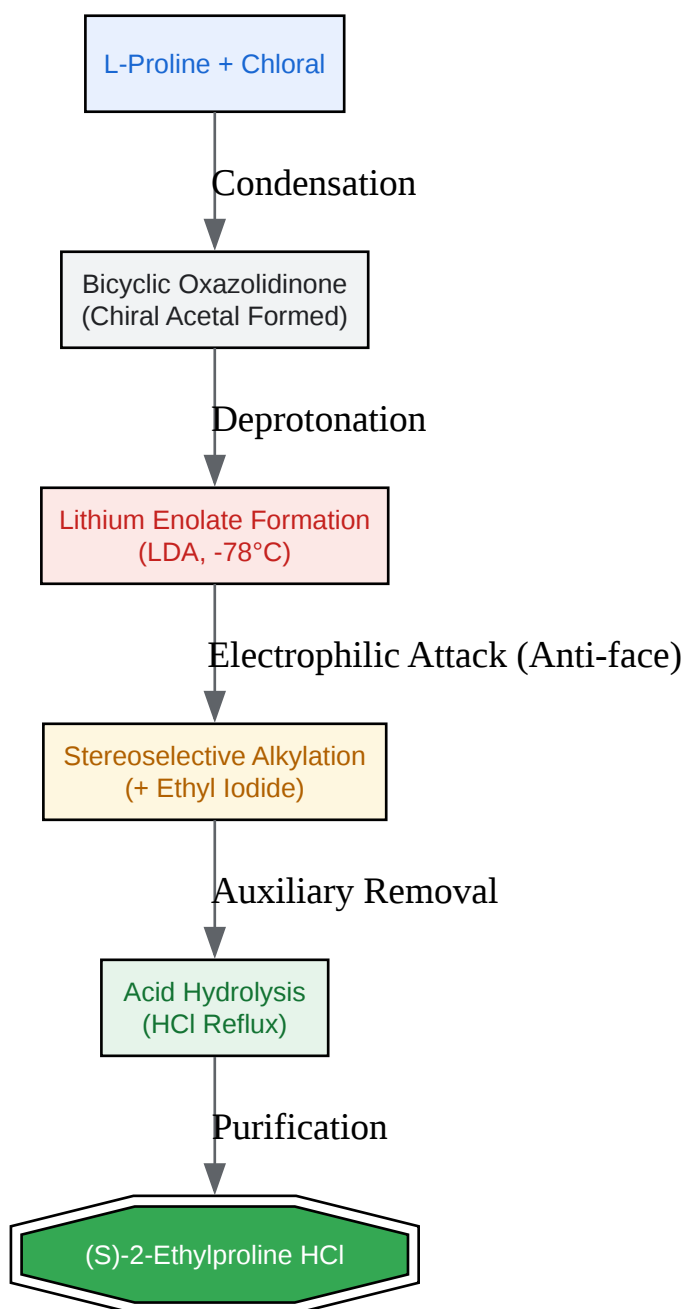 L-Proline + Chloral
Condensation
Bicyclic Oxazolidinone
(Chiral Acetal Formed)
Deprotonation
Lithium Enolate Formation
(LDA, -78°C)
Electrophilic Attack (Anti-face)
Stereoselective Alkylation
(+ Ethyl Iodide)
Auxiliary Removal
Acid Hydrolysis
(HCl Reflux)
Purification
(S)-2-Ethylproline HCl